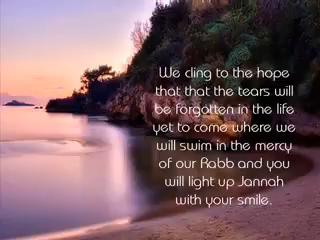 We cling to the hope
that that the tears will
be forgotten in the life
yet to come where we
will swim in the mercy
of our Rabb and you
will light up Jannah
with your smile.